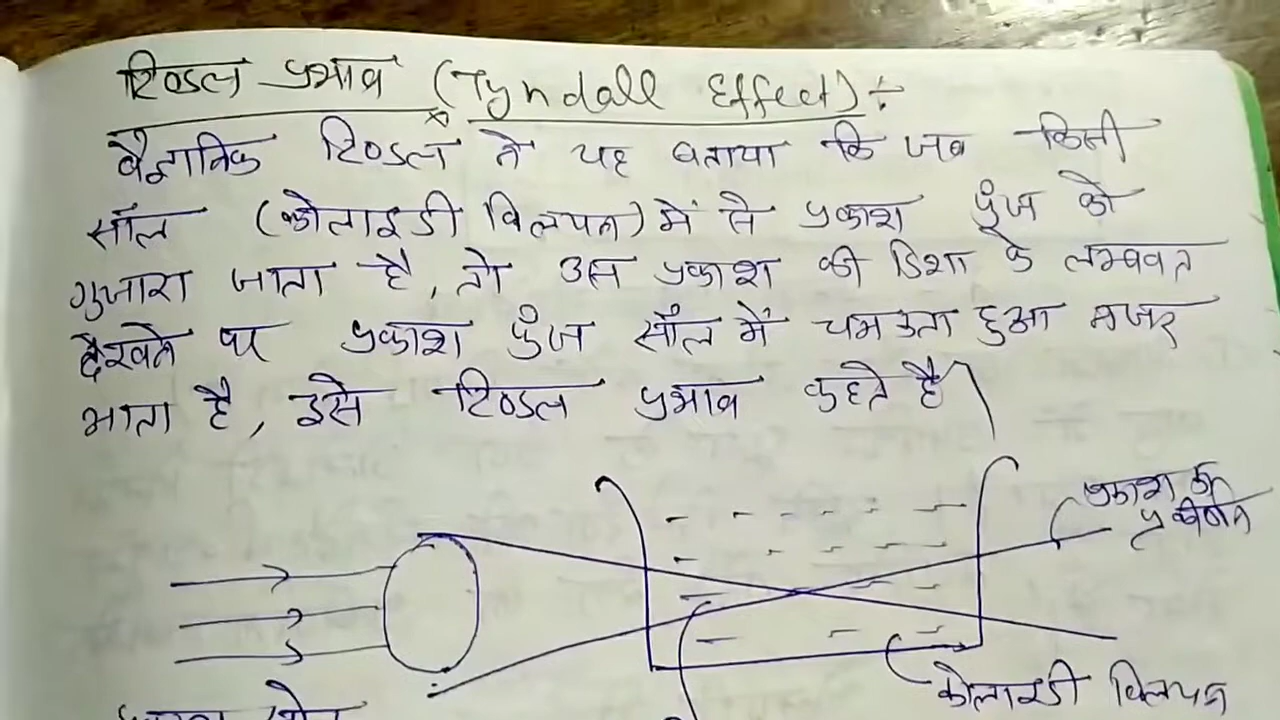 टिण्डल प्रभाव (Tyndall Effect) ÷
वैज्ञानिक टिण्डल ने यह बताया कि जब किसी
सॉल (कोलाइडी विलयन) में से प्रकाश पुंज को
गुजारा जाता है, तो उस प्रकाश की दिशा के लम्बवत
देखने पर प्रकाश पुंज सॉल में चमकता हुआ नजर
आता है, इसे टिण्डल प्रभाव कहते है
प्रकाश का
प्रकीर्णन
कोलाइडी विलयन